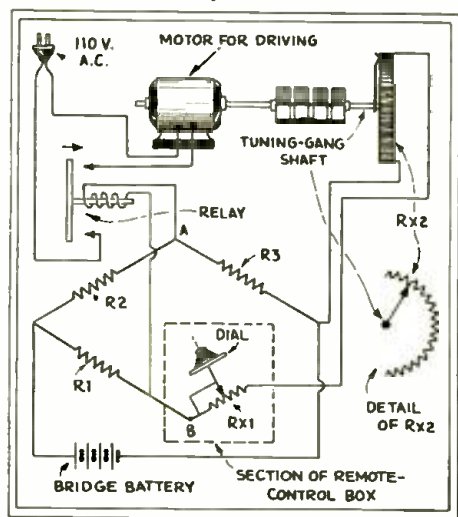 110 V.
A.C.
MOTOR FOR DRIVING
TUNING-GANG
SHAFT
RELAY
A
RX2
R3
R2
DIAL
R1
RX1
B
DETAIL
OF RX2
BRIDGE BATTERY
SECTION OF REMOTE-
CONTROL BOX